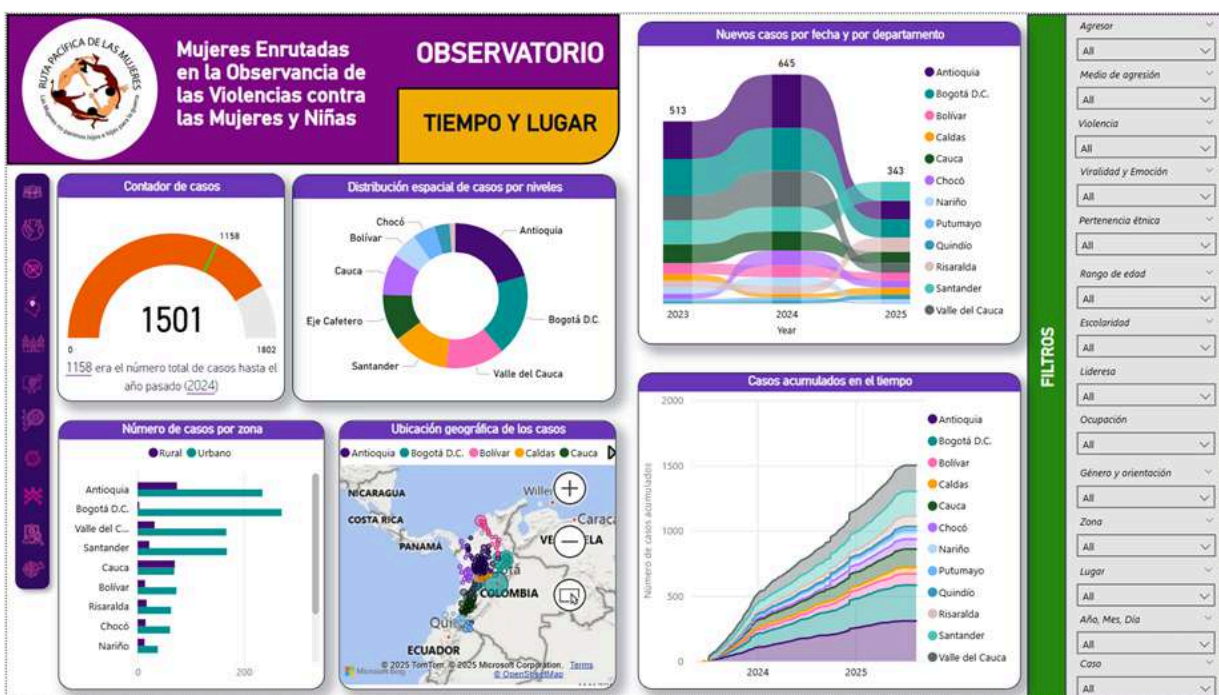 RUTA PACÍFICA DE LAS MUJERES
Mujeres Enrutadas
en la Observancia de
las Violencias contra
las Mujeres y Niñas
OBSERVATORIO
TIEMPO Y LUGAR
Contador de casos
1158
1501
0
1802
1158 era el número total de casos hasta el
año pasado (2024)
Distribución espacial de casos por niveles
Chocó
Antioquia
Bolívar
Cauca
Eje Cafetero
Bogotá D.C.
Santander
Valle del Cauca
Número de casos por zona
Rural
Urbano
Antioquia
Bogotá D.C.
Valle del C...
Santander
Cauca
Bolívar
Risaralda
Chocó
Nariño
0
200
Ubicación geográfica de los casos
Antioquia
Bogotá D.C.
Bolívar
Caldas
Cauca
NICARAGUA
Wille
COSTA RICA
Carac
PANAMÁ
COLOMBIA
ECUADOR
Microsoft Bing
© 2025 TomTom, © 2025 Microsoft Corporation, Terms
© OpenStreetMap
Nuevos casos por fecha y por departamento
645
513
343
2023
2024
2025
Year
Antioquia
Bogotá D.C.
Bolívar
Caldas
Cauca
Chocó
Nariño
Putumayo
Quindío
Risaralda
Santander
Valle del Cauca
Casos acumulados en el tiempo
Número de casos acumulados
2000
1500
1000
500
0
2024
2025
Antioquia
Bogotá D.C.
Bolívar
Caldas
Cauca
Chocó
Nariño
Putumayo
Quindío
Risaralda
Santander
Valle del Cauca
FILTROS
Agresor
All
Medio de agresión
All
Violencia
All
Viralidad y Emoción
All
Pertenencia étnica
All
Rango de edad
All
Escolaridad
All
Lideresa
All
Ocupación
All
Género y orientación
All
Zona
All
Lugar
All
Año, Mes, Día
All
Caso
All